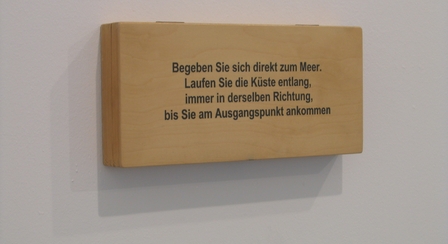 Begeben Sie sich direkt zum Meer.
Laufen Sie die Küste entlang,
immer in derselben Richtung,
bis Sie am Ausgangspunkt ankommen